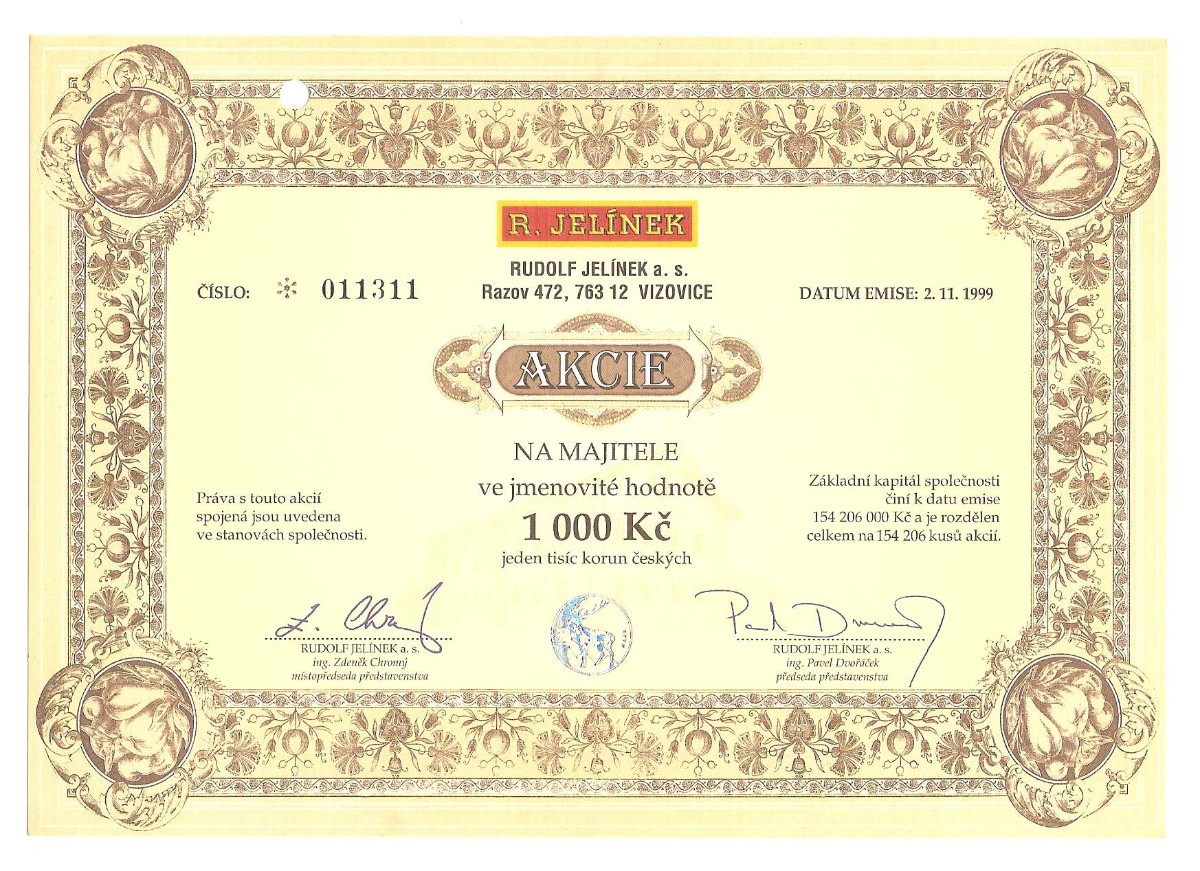 R. JELÍNEK
RUDOLF JELÍNEK a. s.
Razov 472, 763 12 VIZOVICE
ČÍSLO: * 011311
DATUM EMISE: 2. 11. 1999
AKCIE
NA MAJITELE
ve jmenovité hodnotě
1 000 Kč
jeden tisíc korun českých
Práva s touto akcií
spojená jsou uvedena
ve stanovách společnosti.
Základní kapitál společnosti
činí k datu emise
154 206 000 Kč a je rozdělen
celkem na 154 206 kusů akcií.
RUDOLF JELÍNEK a. s.
ing. Zdeněk Chromý
místopředseda představenstva
RUDOLF JELÍNEK a. s.
ing. Pavel Dvořáček
předseda představenstva